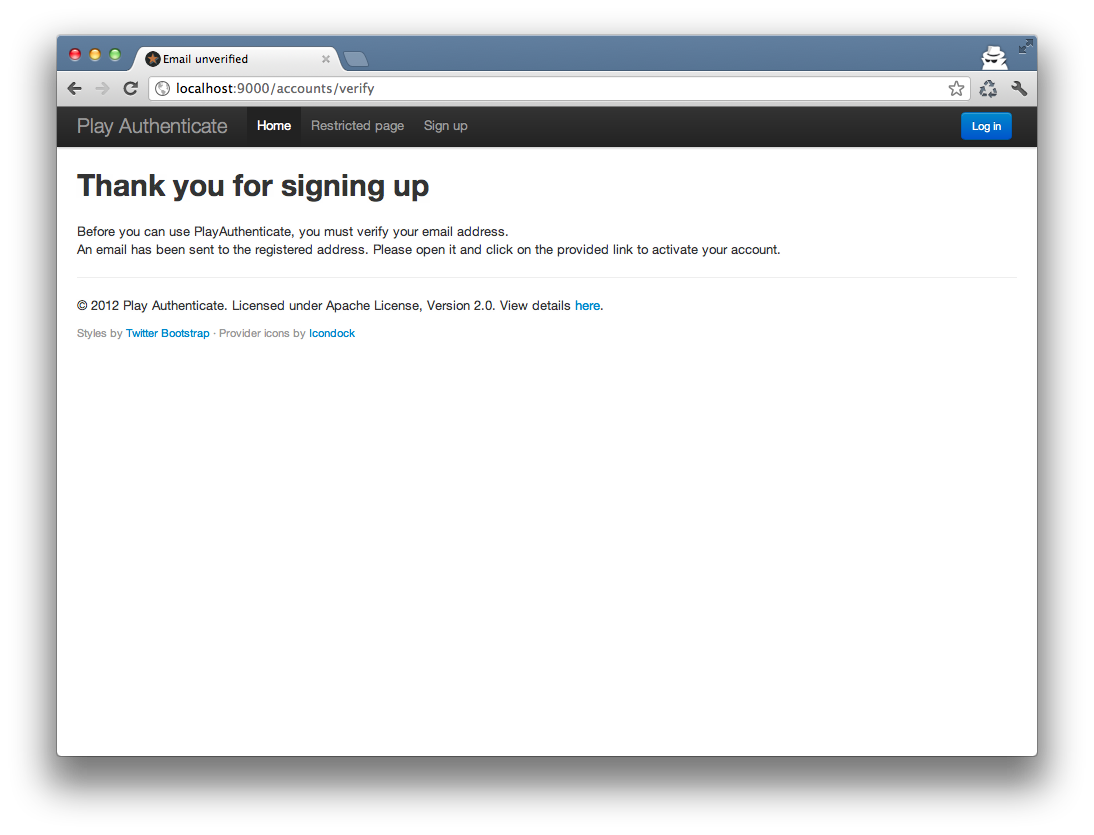 Email unverified
localhost:9000/accounts/verify
Play Authenticate Home Restricted page Sign up Log in
Thank you for signing up
Before you can use PlayAuthenticate, you must verify your email address.
An email has been sent to the registered address. Please open it and click on the provided link to activate your account.
© 2012 Play Authenticate. Licensed under Apache License, Version 2.0. View details here.
Styles by Twitter Bootstrap · Provider icons by Icondock